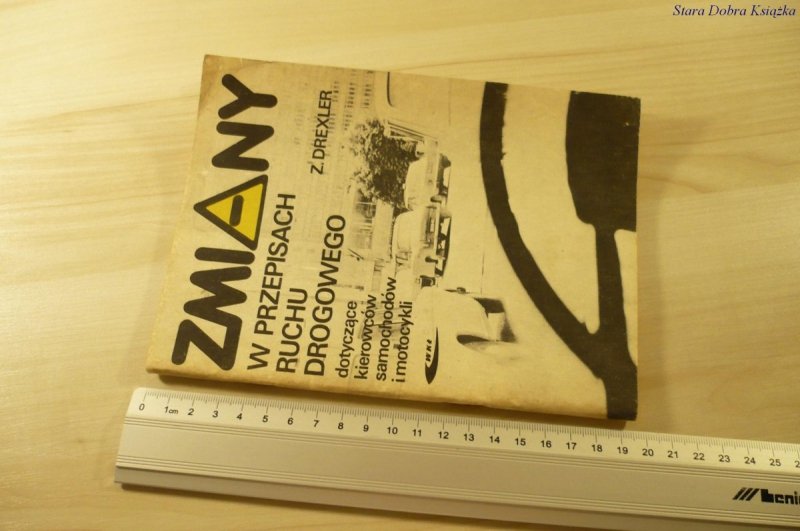 Stara Dobra Książka
ZMIANY
W PRZEPISACH
RUCHU
DROGOWEGO
Z. DREXLER
dotyczące
kierowców
samochodów
i motocykli
WKŁ
0 1cm 2 3 4 5 6 7 8 9 10 11 12 13 14 15 16 17 18 19 20 21 22 23 24 25